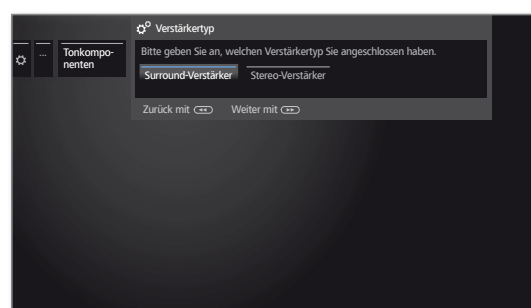 Verstärkertyp
...
Tonkompo-
nenten
Bitte geben Sie an, welchen Verstärkertyp Sie angeschlossen haben.
Surround-Verstärker Stereo-Verstärker
Zurück mit Weiter mit